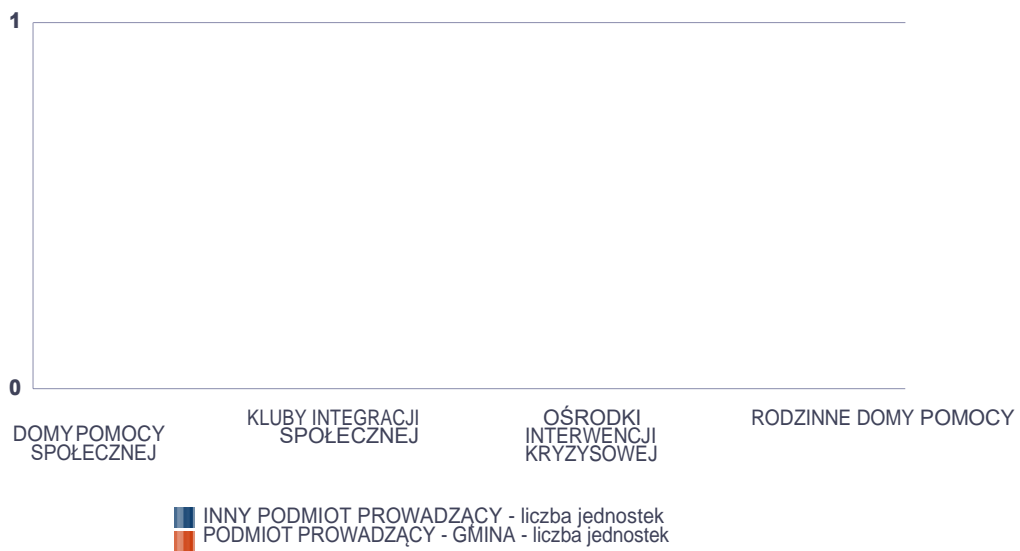 1
0
DOMY POMOCY
SPOŁECZNEJ
KLUBY INTEGRACJI
SPOŁECZNEJ
OŚRODKI
INTERWENCJI
KRYZYSOWEJ
RODZINNE DOMY POMOCY
INNY PODMIOT PROWADZĄCY - liczba jednostek
PODMIOT PROWADZĄCY - GMINA - liczba jednostek